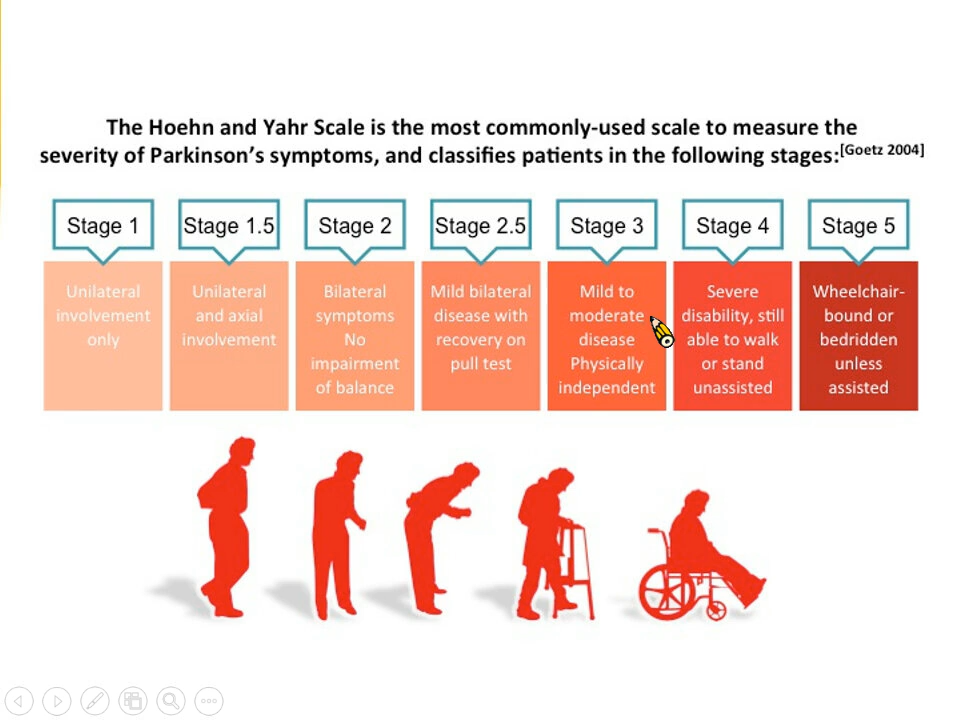 The Hoehn and Yahr Scale is the most commonly-used scale to measure the
severity of Parkinson's symptoms, and classifies patients in the following stages:[Goetz 2004]
Stage 1
Unilateral
involvement
only
Stage 1.5
Unilateral
and axial
involvement
Stage 2
Bilateral
symptoms
No
impairment
of balance
Stage 2.5
Mild bilateral
disease with
recovery on
pull test
Stage 3
Mild to
moderate
disease
Physically
independent
Stage 4
Severe
disability, still
able to walk
or stand
unassisted
Stage 5
Wheelchair-
bound or
bedridden
unless
assisted